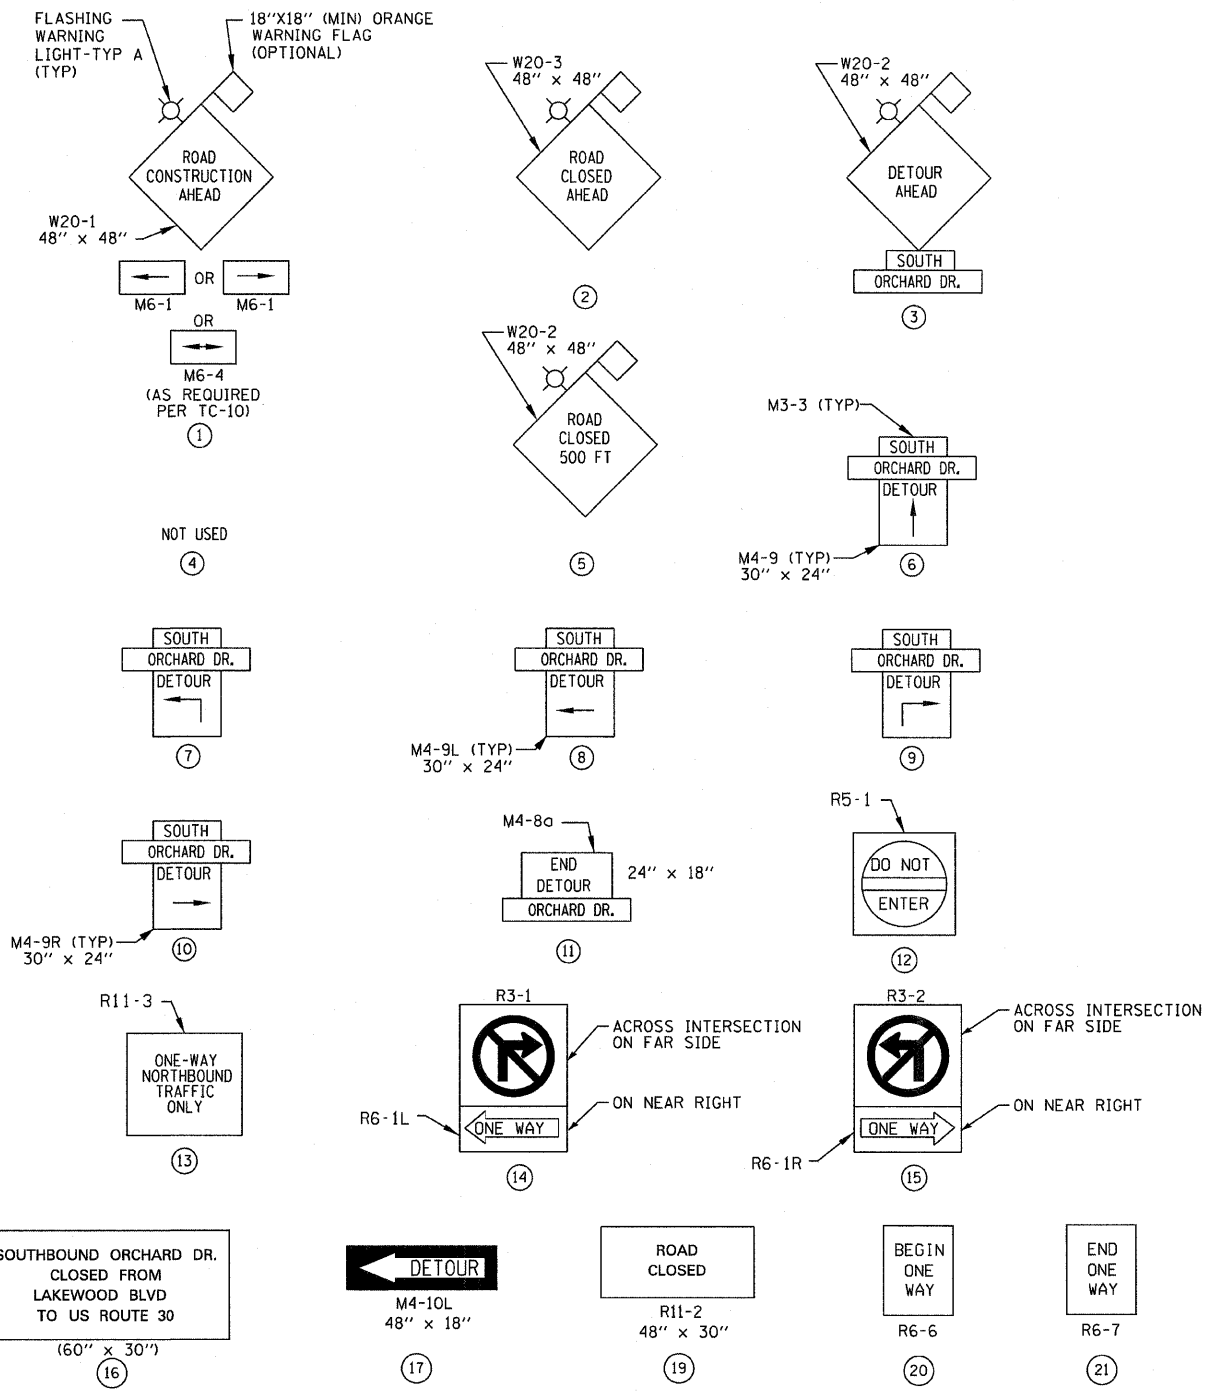 FLASHING
WARNING
LIGHT-TYP A
(TYP)
18"X18" (MIN) ORANGE
WARNING FLAG
(OPTIONAL)
ROAD
CONSTRUCTION
AHEAD
W20-1
48" x 48"
OR
M6-1
M6-1
OR
M6-4
(AS REQUIRED
PER TC-10)
1
W20-3
48" x 48"
ROAD
CLOSED
AHEAD
2
W20-2
48" x 48"
DETOUR
AHEAD
SOUTH
ORCHARD DR.
3
NOT USED
4
W20-2
48" x 48"
ROAD
CLOSED
500 FT
5
M3-3 (TYP)
SOUTH
ORCHARD DR.
DETOUR
M4-9 (TYP)
30" x 24"
6
SOUTH
ORCHARD DR.
DETOUR
7
SOUTH
ORCHARD DR.
DETOUR
M4-9L (TYP)
30" x 24"
8
SOUTH
ORCHARD DR.
DETOUR
9
SOUTH
ORCHARD DR.
DETOUR
M4-9R (TYP)
30" x 24"
10
M4-8a
END
DETOUR
24" x 18"
ORCHARD DR.
11
R5-1
DO NOT
ENTER
12
R11-3
ONE-WAY
NORTHBOUND
TRAFFIC
ONLY
13
R3-1
ACROSS INTERSECTION
ON FAR SIDE
ON NEAR RIGHT
R6-1L
ONE WAY
14
R3-2
ACROSS INTERSECTION
ON FAR SIDE
ON NEAR RIGHT
ONE WAY
R6-1R
15
SOUTHBOUND ORCHARD DR.
CLOSED FROM
LAKEWOOD BLVD
TO US ROUTE 30
(60" x 30")
16
DETOUR
M4-10L
48" x 18"
17
ROAD
CLOSED
R11-2
48" x 30"
19
BEGIN
ONE
WAY
R6-6
20
END
ONE
WAY
R6-7
21